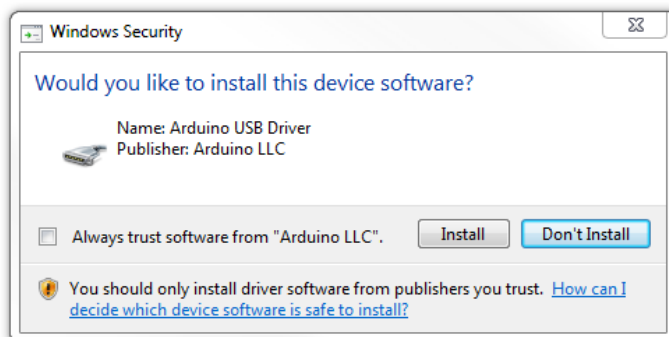 Windows Security
Would you like to install this device software?
Name: Arduino USB Driver
Publisher: Arduino LLC
Always trust software from "Arduino LLC".
Install
Don't Install
You should only install driver software from publishers you trust. How can I
decide which device software is safe to install?